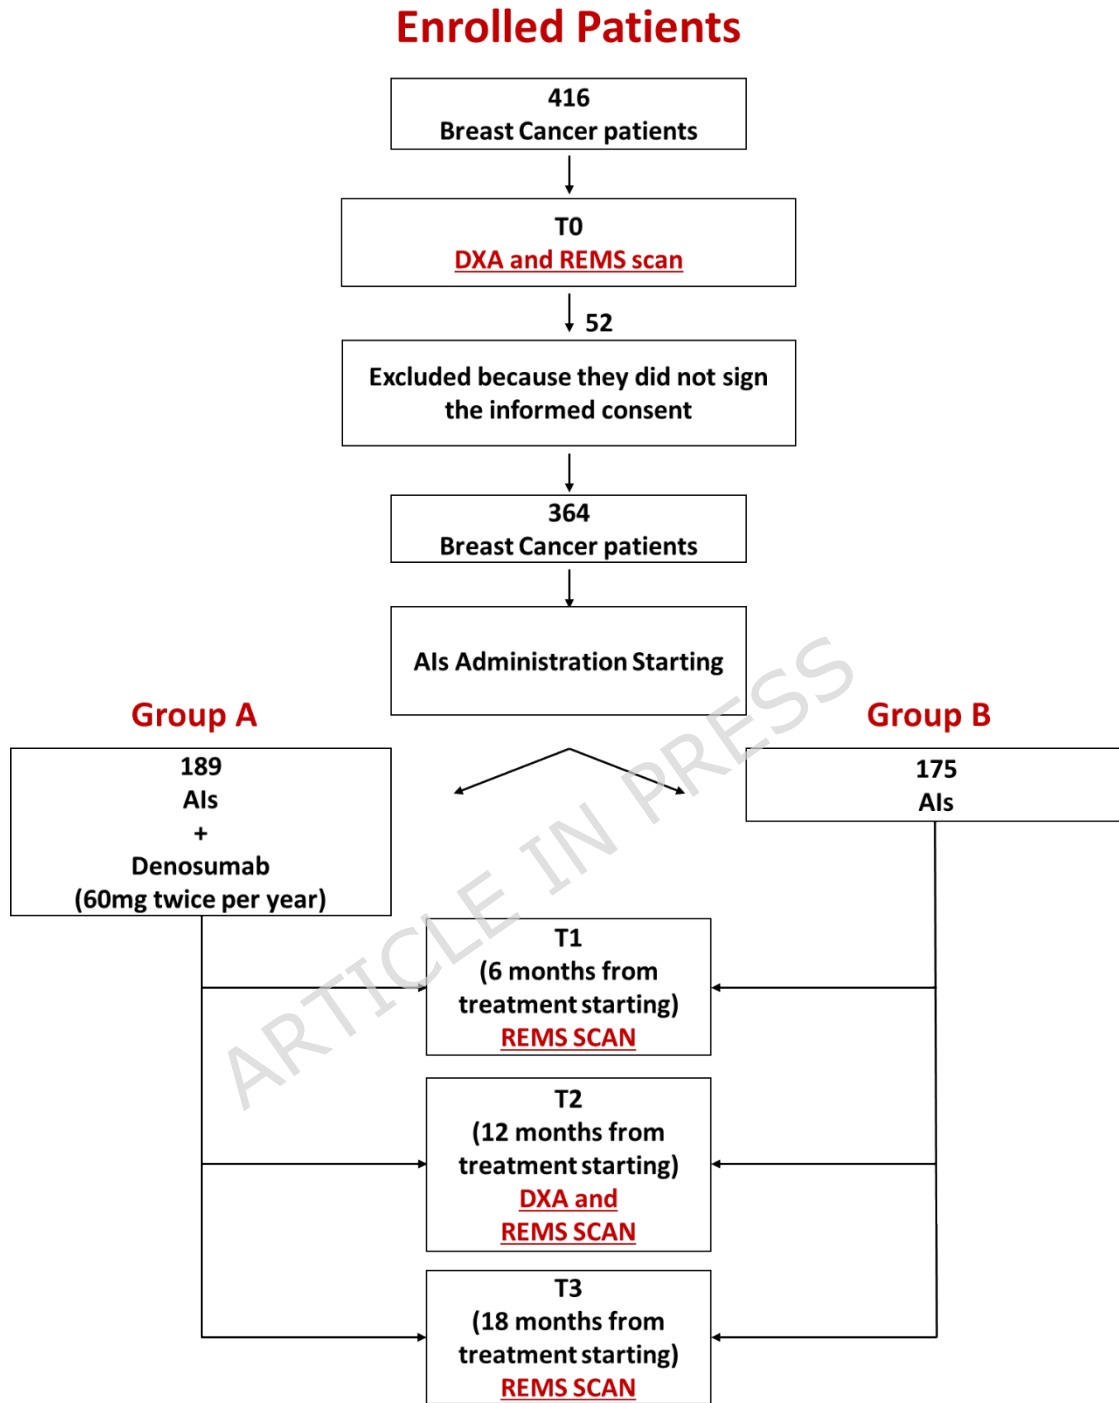 Enrolled Patients
416
Breast Cancer patients
T0
DXA and REMS scan
52
Excluded because they did not sign
the informed consent
364
Breast Cancer patients
AIs Administration Starting
Group A
Group B
189
AIs
+
Denosumab
(60mg twice per year)
175
AIs
T1
(6 months from
treatment starting)
REMS SCAN
T2
(12 months from
treatment starting)
DXA and
REMS SCAN
T3
(18 months from
treatment starting)
REMS SCAN
ARTICLE IN PRESS